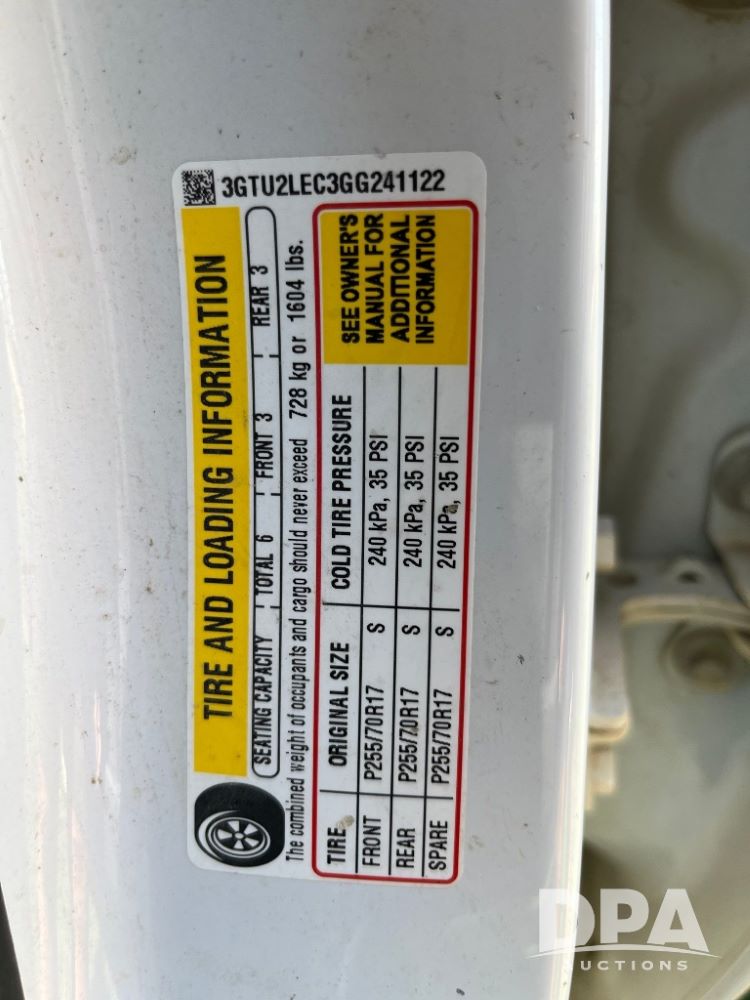 3GTU2LEC3GG241122
TIRE AND LOADING INFORMATION
SEATING CAPACITY TOTAL 6 FRONT 3 REAR 3
The combined weight of occupants and cargo should never exceed 728 kg or 1604 lbs.
TIRE ORIGINAL SIZE COLD TIRE PRESSURE
FRONT P255/70R17 S 240 kPa, 35 PSI
REAR P255/70R17 S 240 kPa, 35 PSI
SPARE P255/70R17 S 240 kPa, 35 PSI
SEE OWNER'S
MANUAL FOR
ADDITIONAL
INFORMATION
DPA
AUCTIONS